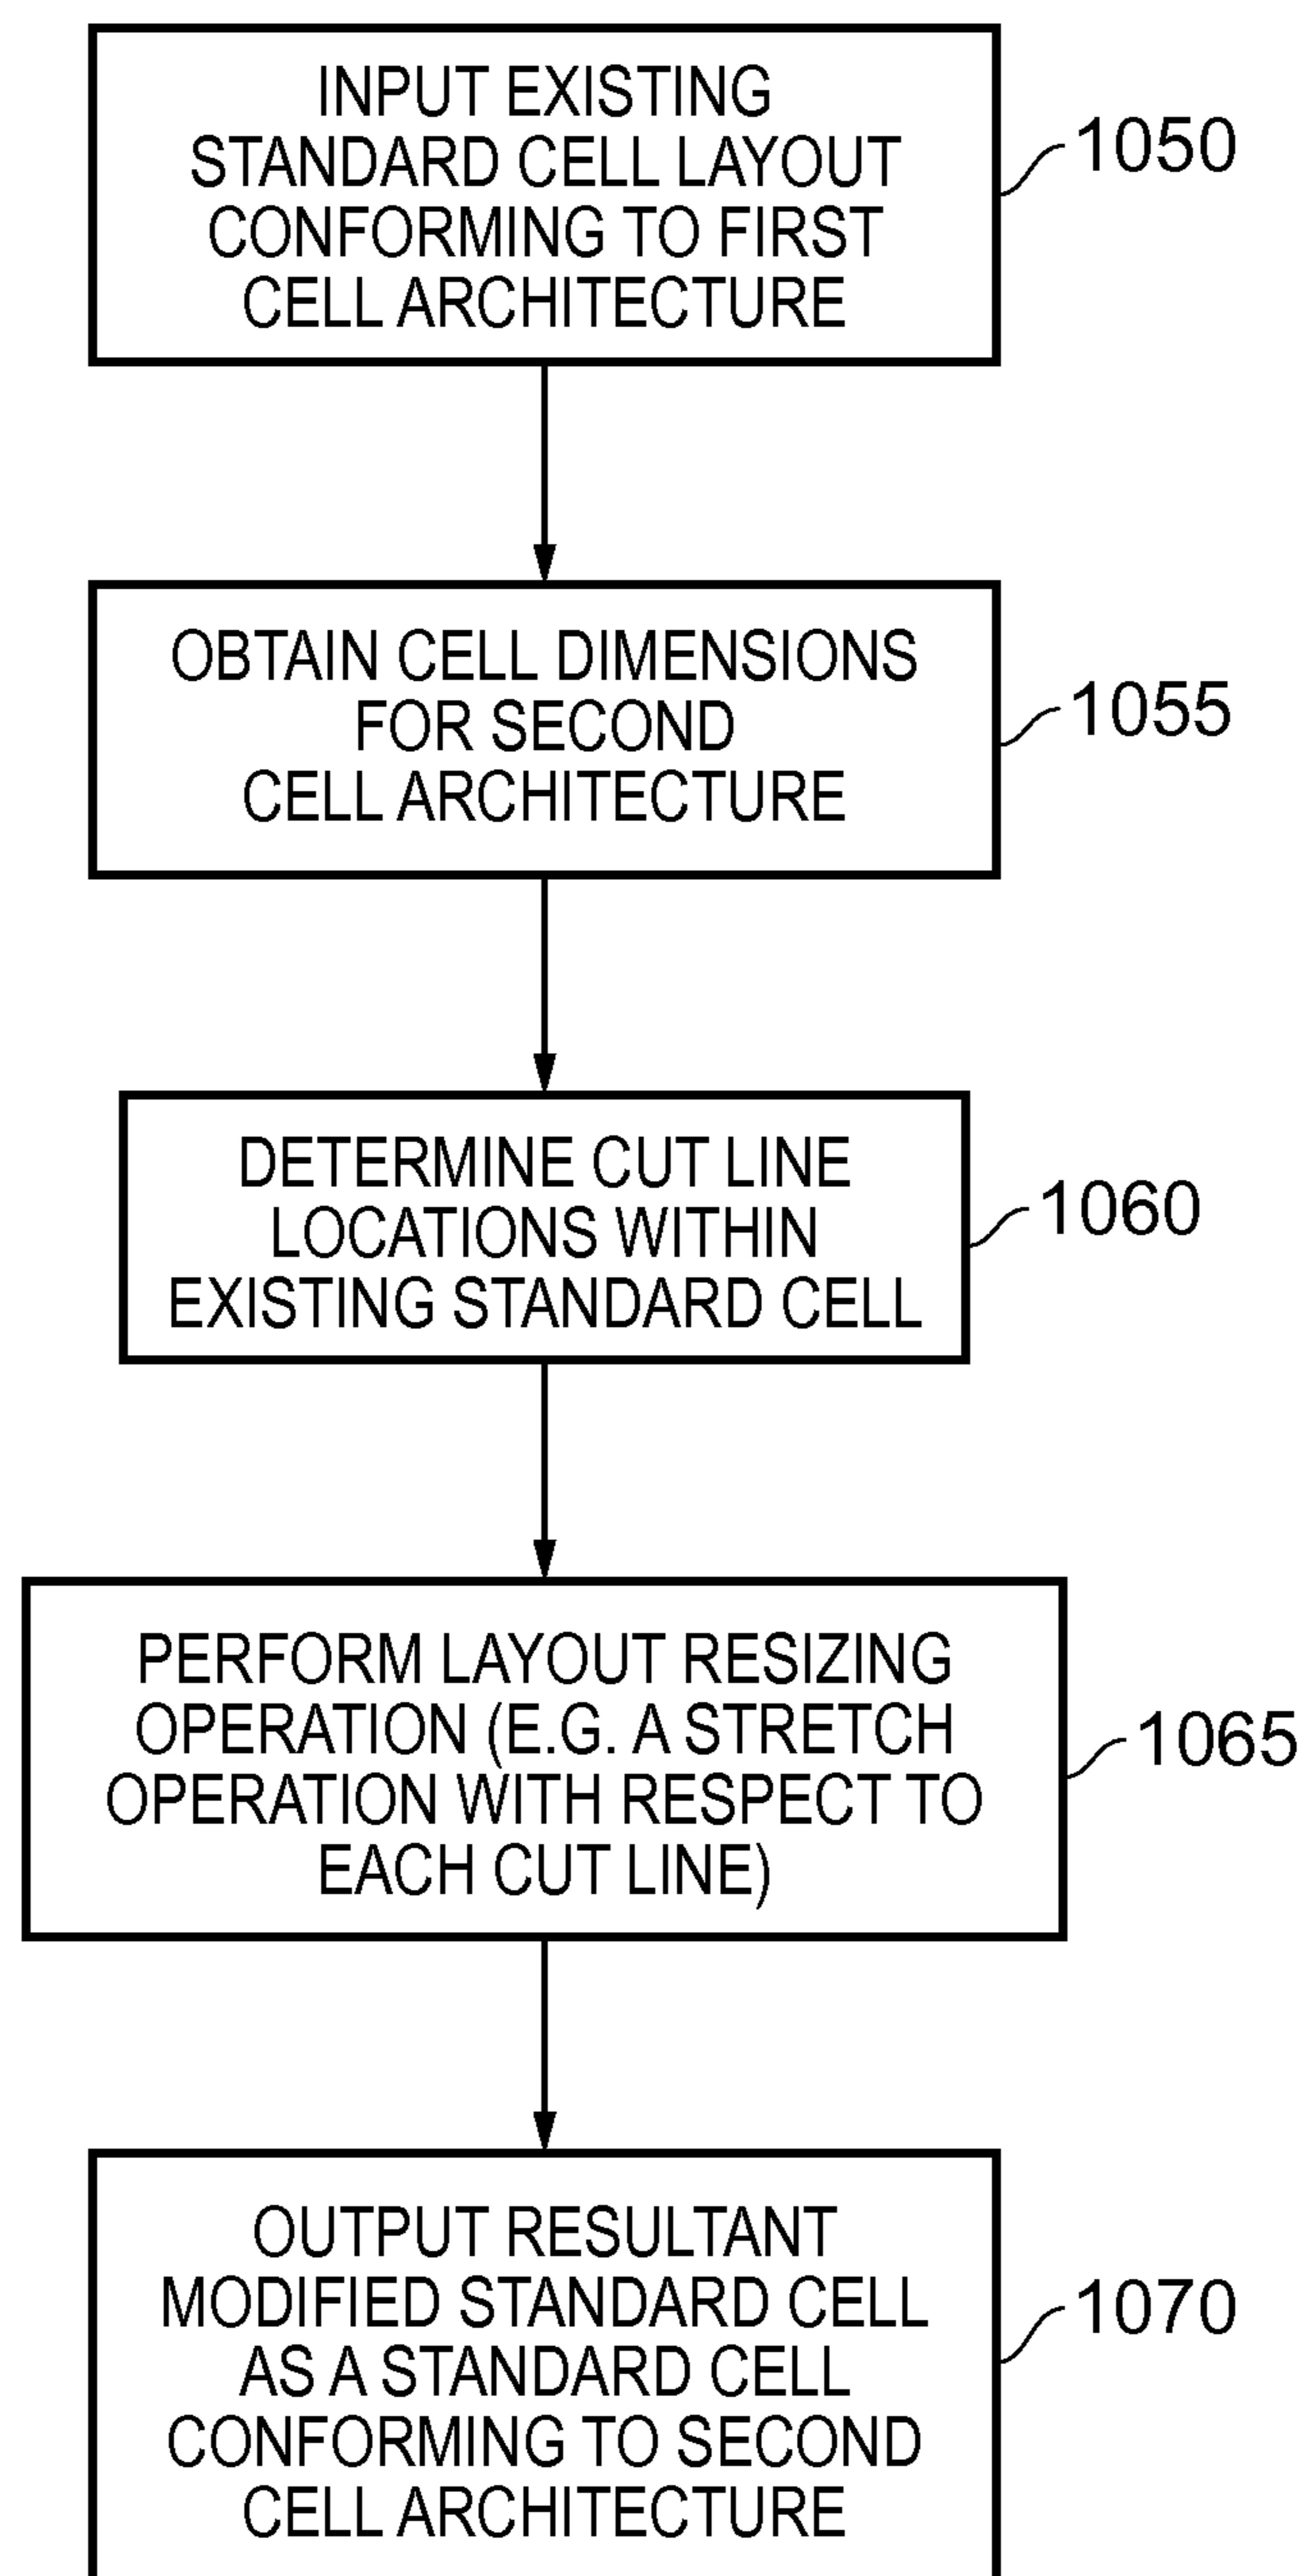 INPUT EXISTING
STANDARD CELL LAYOUT
CONFORMING TO FIRST
CELL ARCHITECTURE
1050
OBTAIN CELL DIMENSIONS
FOR SECOND
CELL ARCHITECTURE
1055
DETERMINE CUT LINE
LOCATIONS WITHIN
EXISTING STANDARD CELL
1060
PERFORM LAYOUT RESIZING
OPERATION (E.G. A STRETCH
OPERATION WITH RESPECT TO
EACH CUT LINE)
1065
OUTPUT RESULTANT
MODIFIED STANDARD CELL
AS A STANDARD CELL
CONFORMING TO SECOND
CELL ARCHITECTURE
1070